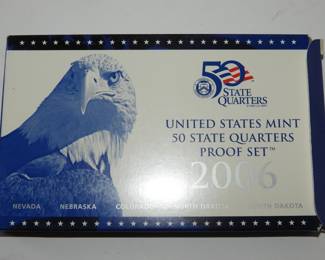 50
STATE
QUARTERS
UNITED STATES MINT
50 STATE QUARTERS
PROOF SET™
2006
NEVADA NEBRASKA COLORADO NORTH DAKOTA SOUTH DAKOTA